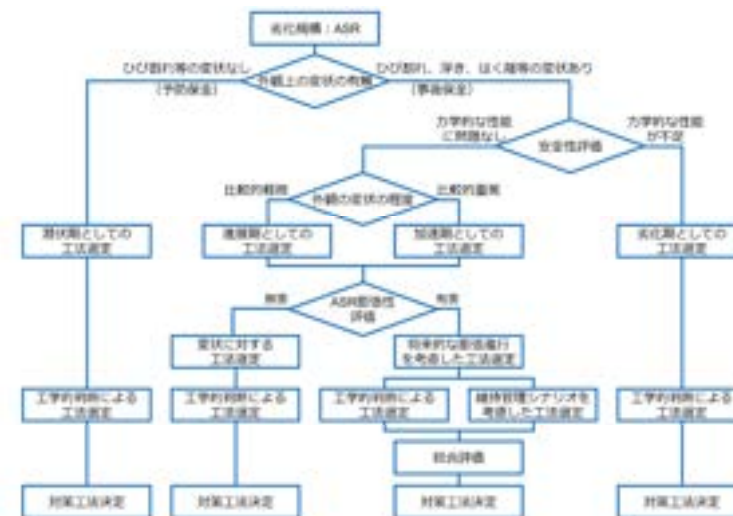 劣化機構：ASR
ひび割れ等の変状なし
（予防保全）
外観上の変状の有無
ひび割れ、浮き、はく離等の変状あり
（事後保全）
力学的な性能
に問題なし
安全性評価
力学的な性能
が不足
比較的軽微
外観の変状の程度
比較的重篤
潜伏期としての
工法選定
進展期としての
工法選定
加速期としての
工法選定
劣化期としての
工法選定
無害
ASR膨張性
評価
有害
変状に対する
工法選定
将来的な膨張進行
を考慮した工法選定
工学的判断による
工法選定
工学的判断による
工法選定
工学的判断による
工法選定
維持管理シナリオを
考慮した工法選定
工学的判断による
工法選定
総合評価
対策工法決定
対策工法決定
対策工法決定
対策工法決定